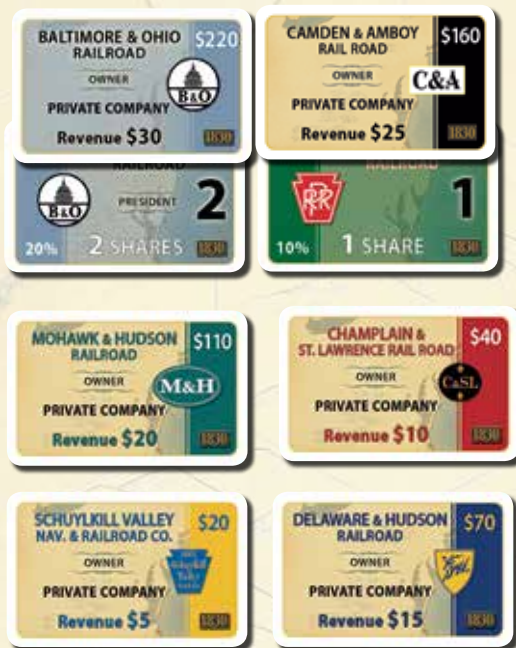 BALTIMORE & OHIO
RAILROAD
$220
OWNER
B&O
PRIVATE COMPANY
Revenue $30
1830
RAILROAD
B&O
PRESIDENT
2
20%
2 SHARES
1830
CAMDEN & AMBOY
RAIL ROAD
$160
OWNER
C&A
PRIVATE COMPANY
Revenue $25
1830
RAILROAD
PRR
1
10%
1 SHARE
1830
MOHAWK & HUDSON
RAILROAD
$110
OWNER
M&H
PRIVATE COMPANY
Revenue $20
1830
CHAMPLAIN &
ST. LAWRENCE RAIL ROAD
$40
OWNER
C&SL
PRIVATE COMPANY
Revenue $10
1830
SCHUYLKILL VALLEY
NAV. & RAILROAD CO.
$20
OWNER
Schuylkill
Valley
PRIVATE COMPANY
Revenue $5
1830
DELAWARE & HUDSON
RAILROAD
$70
OWNER
PRIVATE COMPANY
Revenue $15
1830